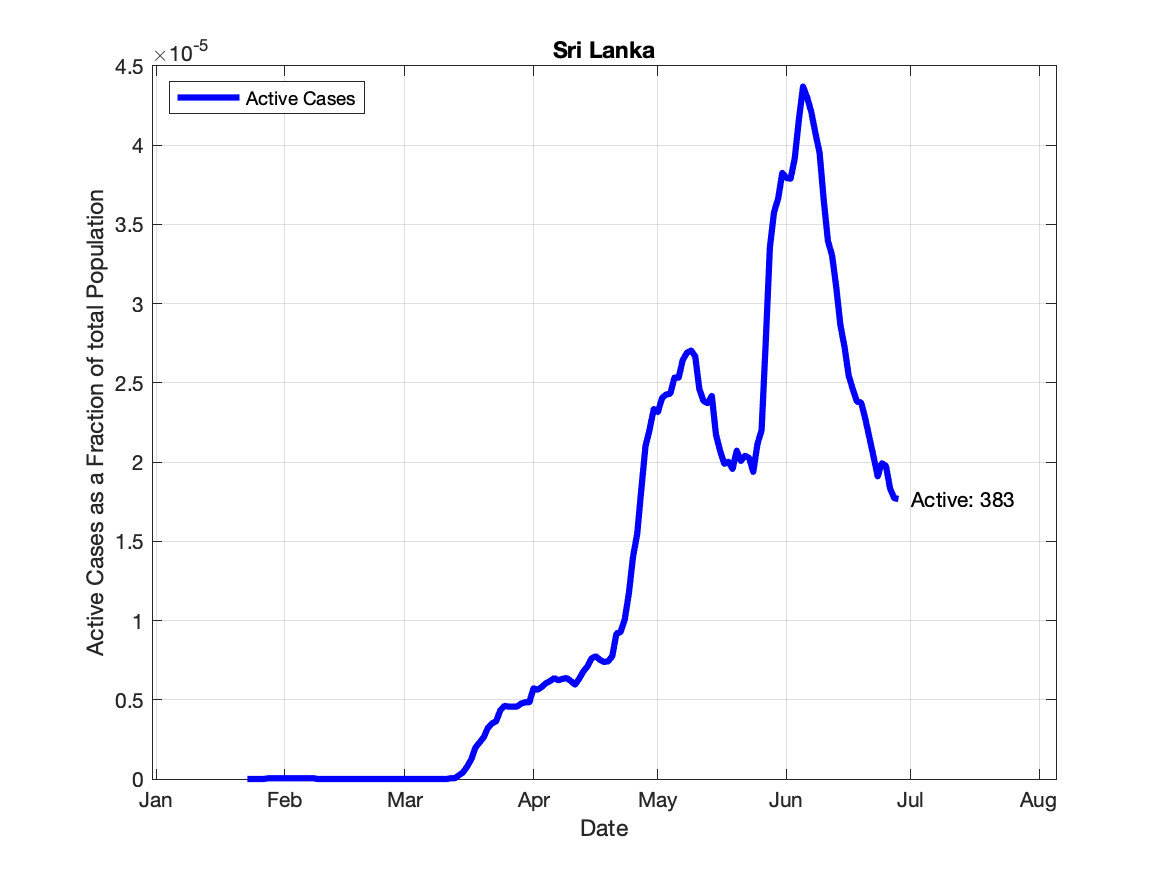 Sri Lanka
×10-5
Active Cases
4.5
4
3.5
3
2.5
2
1.5
1
0.5
0
Active Cases as a Fraction of total Population
Active: 383
Jan Feb Mar Apr May Jun Jul Aug
Date